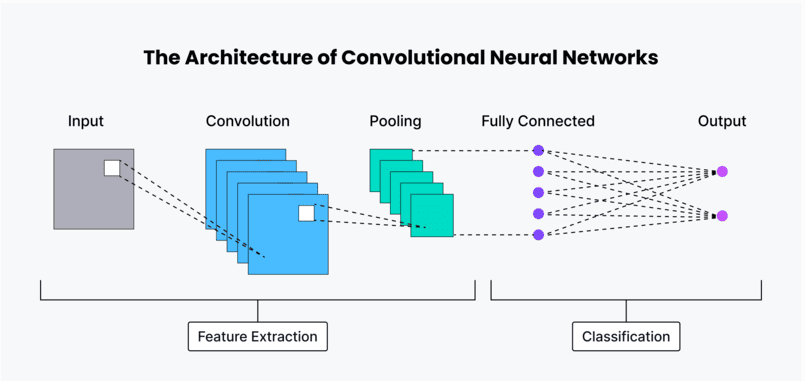 The Architecture of Convolutional Neural Networks
Input
Convolution
Pooling
Fully Connected
Output
Feature Extraction
Classification